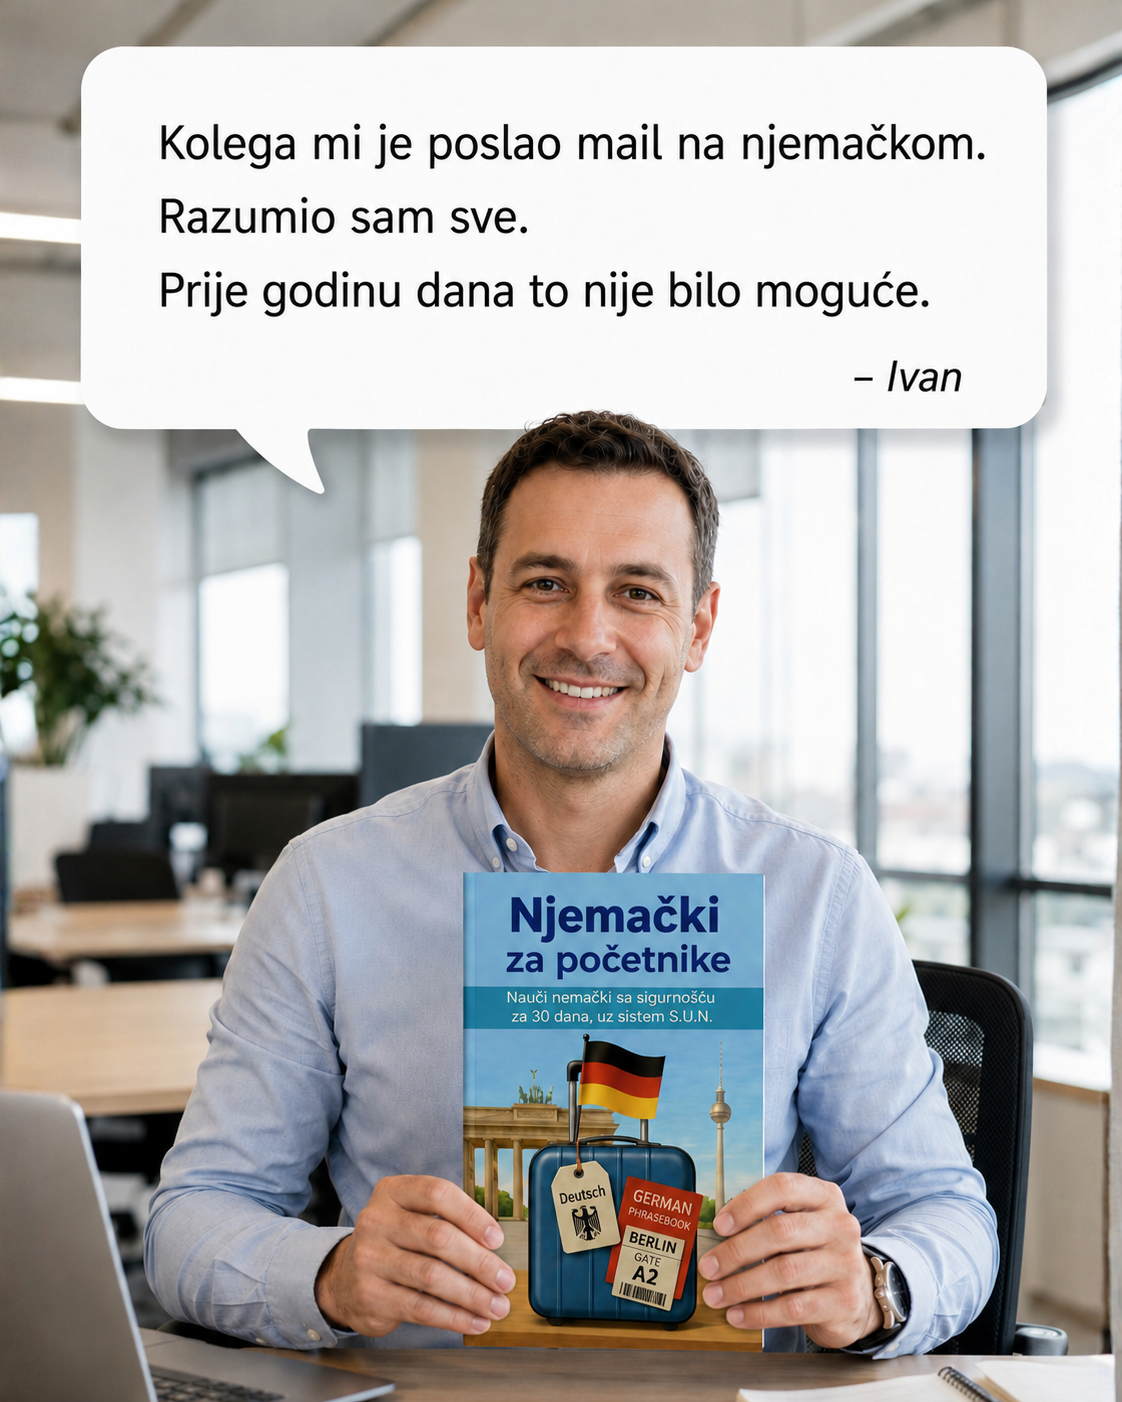 Kolega mi je poslao mail na njemačkom.
Razumio sam sve.
Prije godinu dana to nije bilo moguće.
– Ivan
Njemački
za početnike
Nauči nemački sa sigurnošću
za 30 dana, uz sistem S.U.N.
Deutsch
GERMAN
PHRASEBOOK
BERLIN
GATE
A2